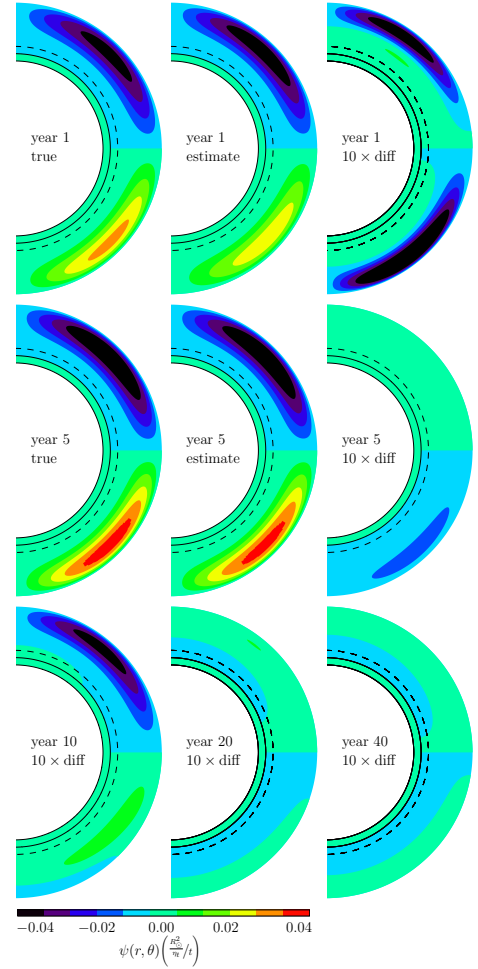 year 1
true
year 1
estimate
year 1
10 × diff
year 5
true
year 5
estimate
year 5
10 × diff
year 10
10 × diff
year 20
10 × diff
year 40
10 × diff
−0.04 −0.02 0.00 0.02 0.04
ψ(r, θ)(R²⊙/ηt /t)